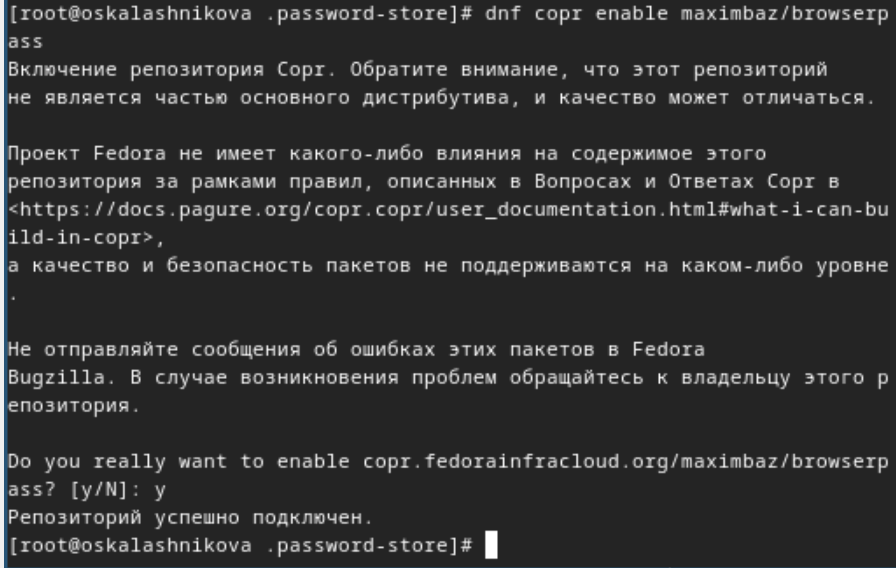 [root@oskalashnikova .password-store]# dnf copr enable maximbaz/browserp
ass
Включение репозитория Copr. Обратите внимание, что этот репозиторий
не является частью основного дистрибутива, и качество может отличаться.
Проект Fedora не имеет какого-либо влияния на содержимое этого
репозитория за рамками правил, описанных в Вопросах и Ответах Copr в
<https://docs.pagure.org/copr.copr/user_documentation.html#what-i-can-bu
ild-in-copr>,
а качество и безопасность пакетов не поддерживаются на каком-либо уровне
.
Не отправляйте сообщения об ошибках этих пакетов в Fedora
Bugzilla. В случае возникновения проблем обращайтесь к владельцу этого р
епозитория.
Do you really want to enable copr.fedorainfracloud.org/maximbaz/browserp
ass? [y/N]: y
Репозиторий успешно подключен.
[root@oskalashnikova .password-store]#